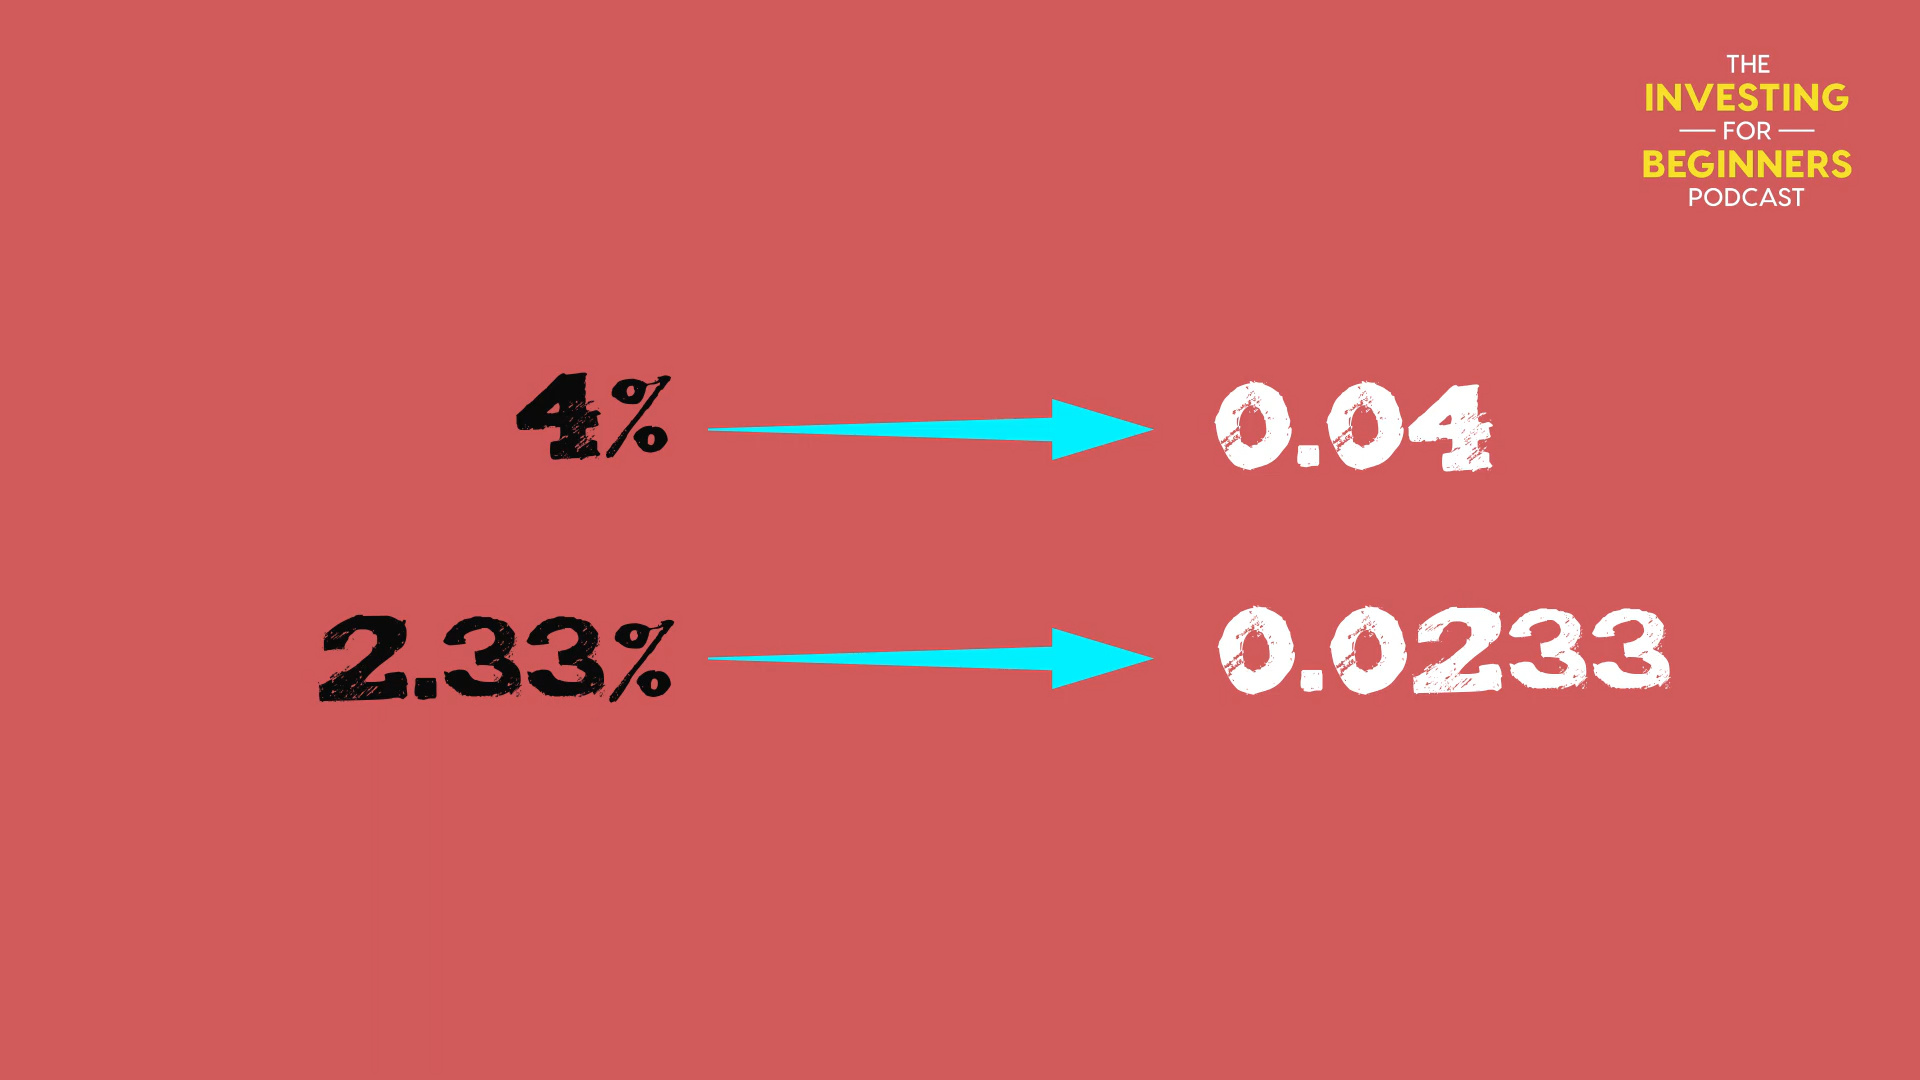 THE
INVESTING
FOR
BEGINNERS
PODCAST
4% 0.04
2.33% 0.0233